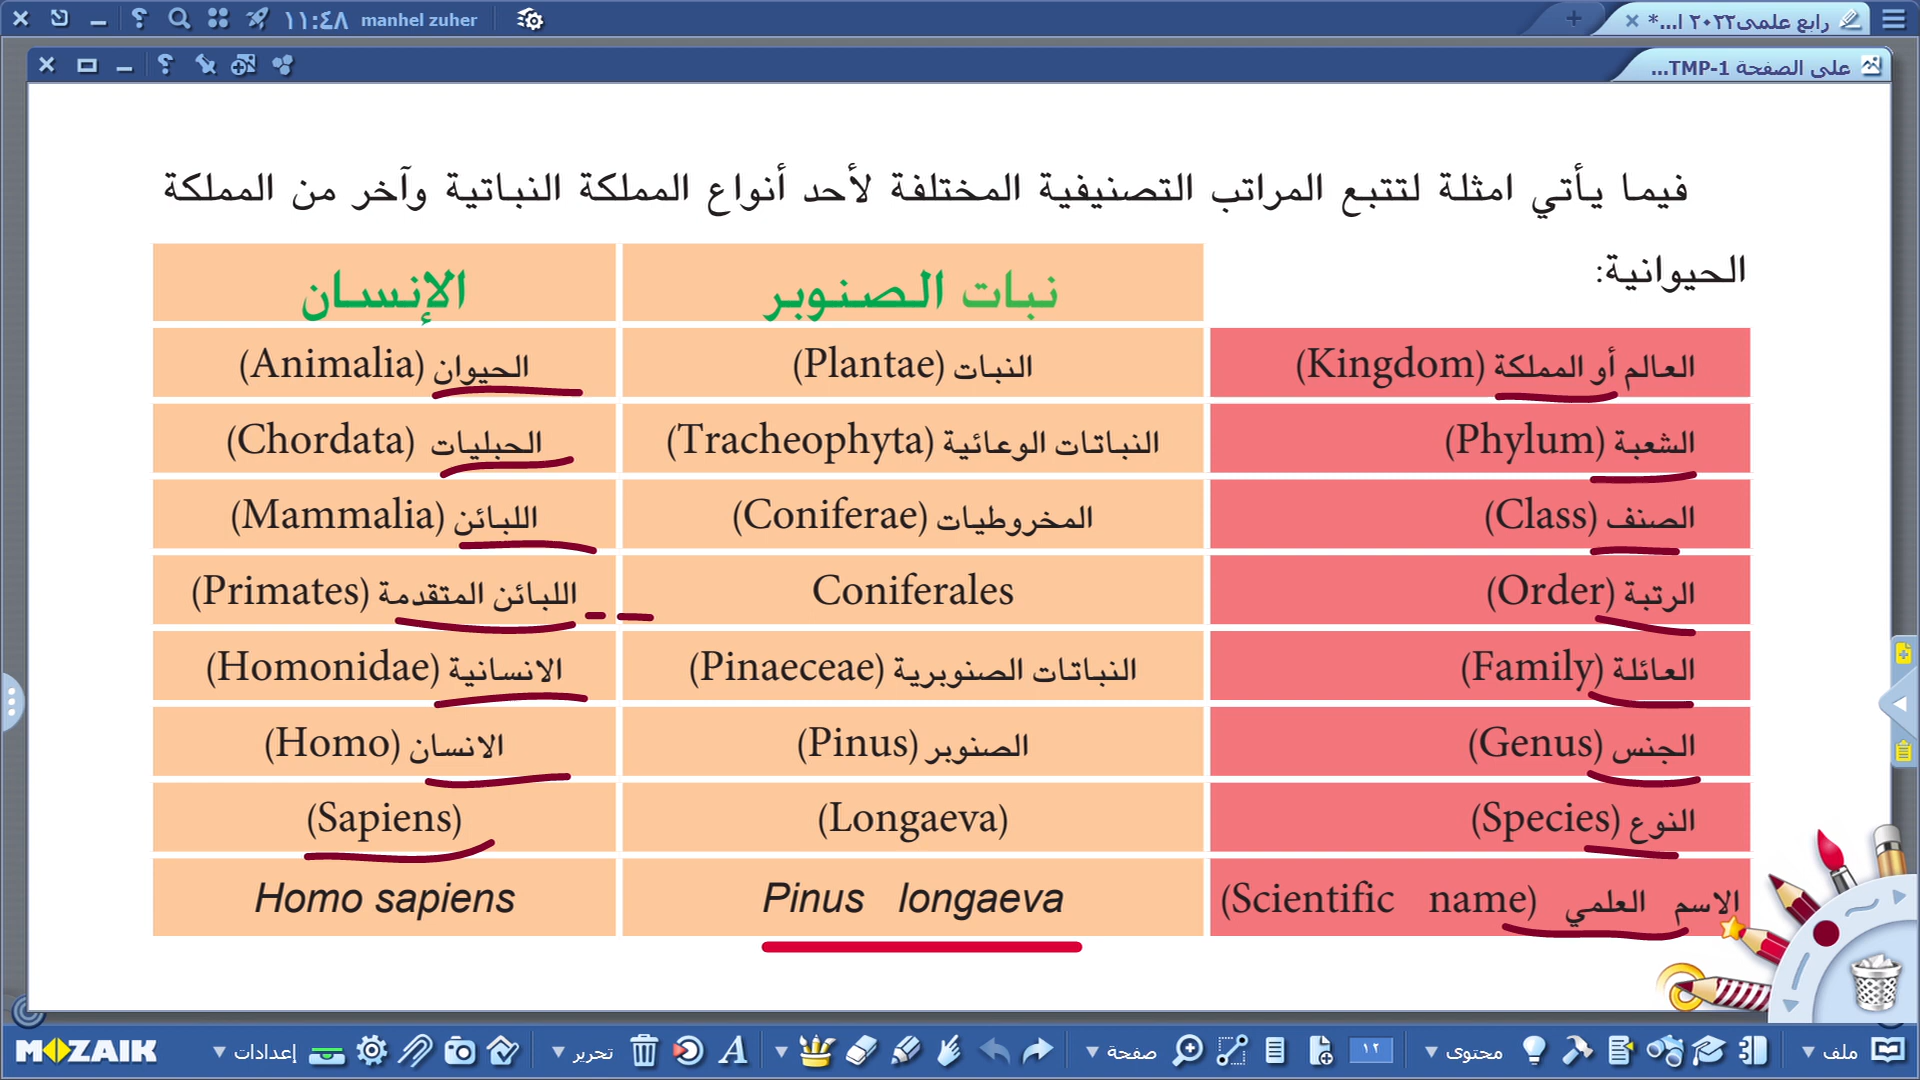 رابع علمى٢٠٢٢ ا...*
manhel zuher
١١:٤٨
على الصفحة TMP-1...
فيما يأتي امثلة لتتبع المراتب التصنيفية المختلفة لأحد أنواع المملكة النباتية وآخر من المملكة
الحيوانية:
نبات الصنوبر
الإنسان
العالم أو المملكة (Kingdom)
النبات (Plantae)
الحيوان (Animalia)
الشعبة (Phylum)
النباتات الوعائية (Tracheophyta)
الحبليات (Chordata)
الصنف (Class)
المخروطيات (Coniferae)
اللبائن (Mammalia)
الرتبة (Order)
Coniferales
اللبائن المتقدمة (Primates)
العائلة (Family)
النباتات الصنوبرية (Pinaeceae)
الانسانية (Homonidae)
الجنس (Genus)
الصنوبر (Pinus)
الانسان (Homo)
النوع (Species)
(Longaeva)
(Sapiens)
الاسم العلمي (Scientific name)
Pinus longaeva
Homo sapiens
ملف
محتوى
١٢
صفحة
تحرير
إعدادات
MOZAIK